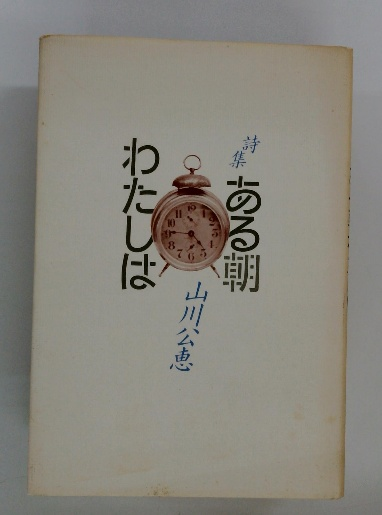 詩集
ある朝
わたしは
山川公恵